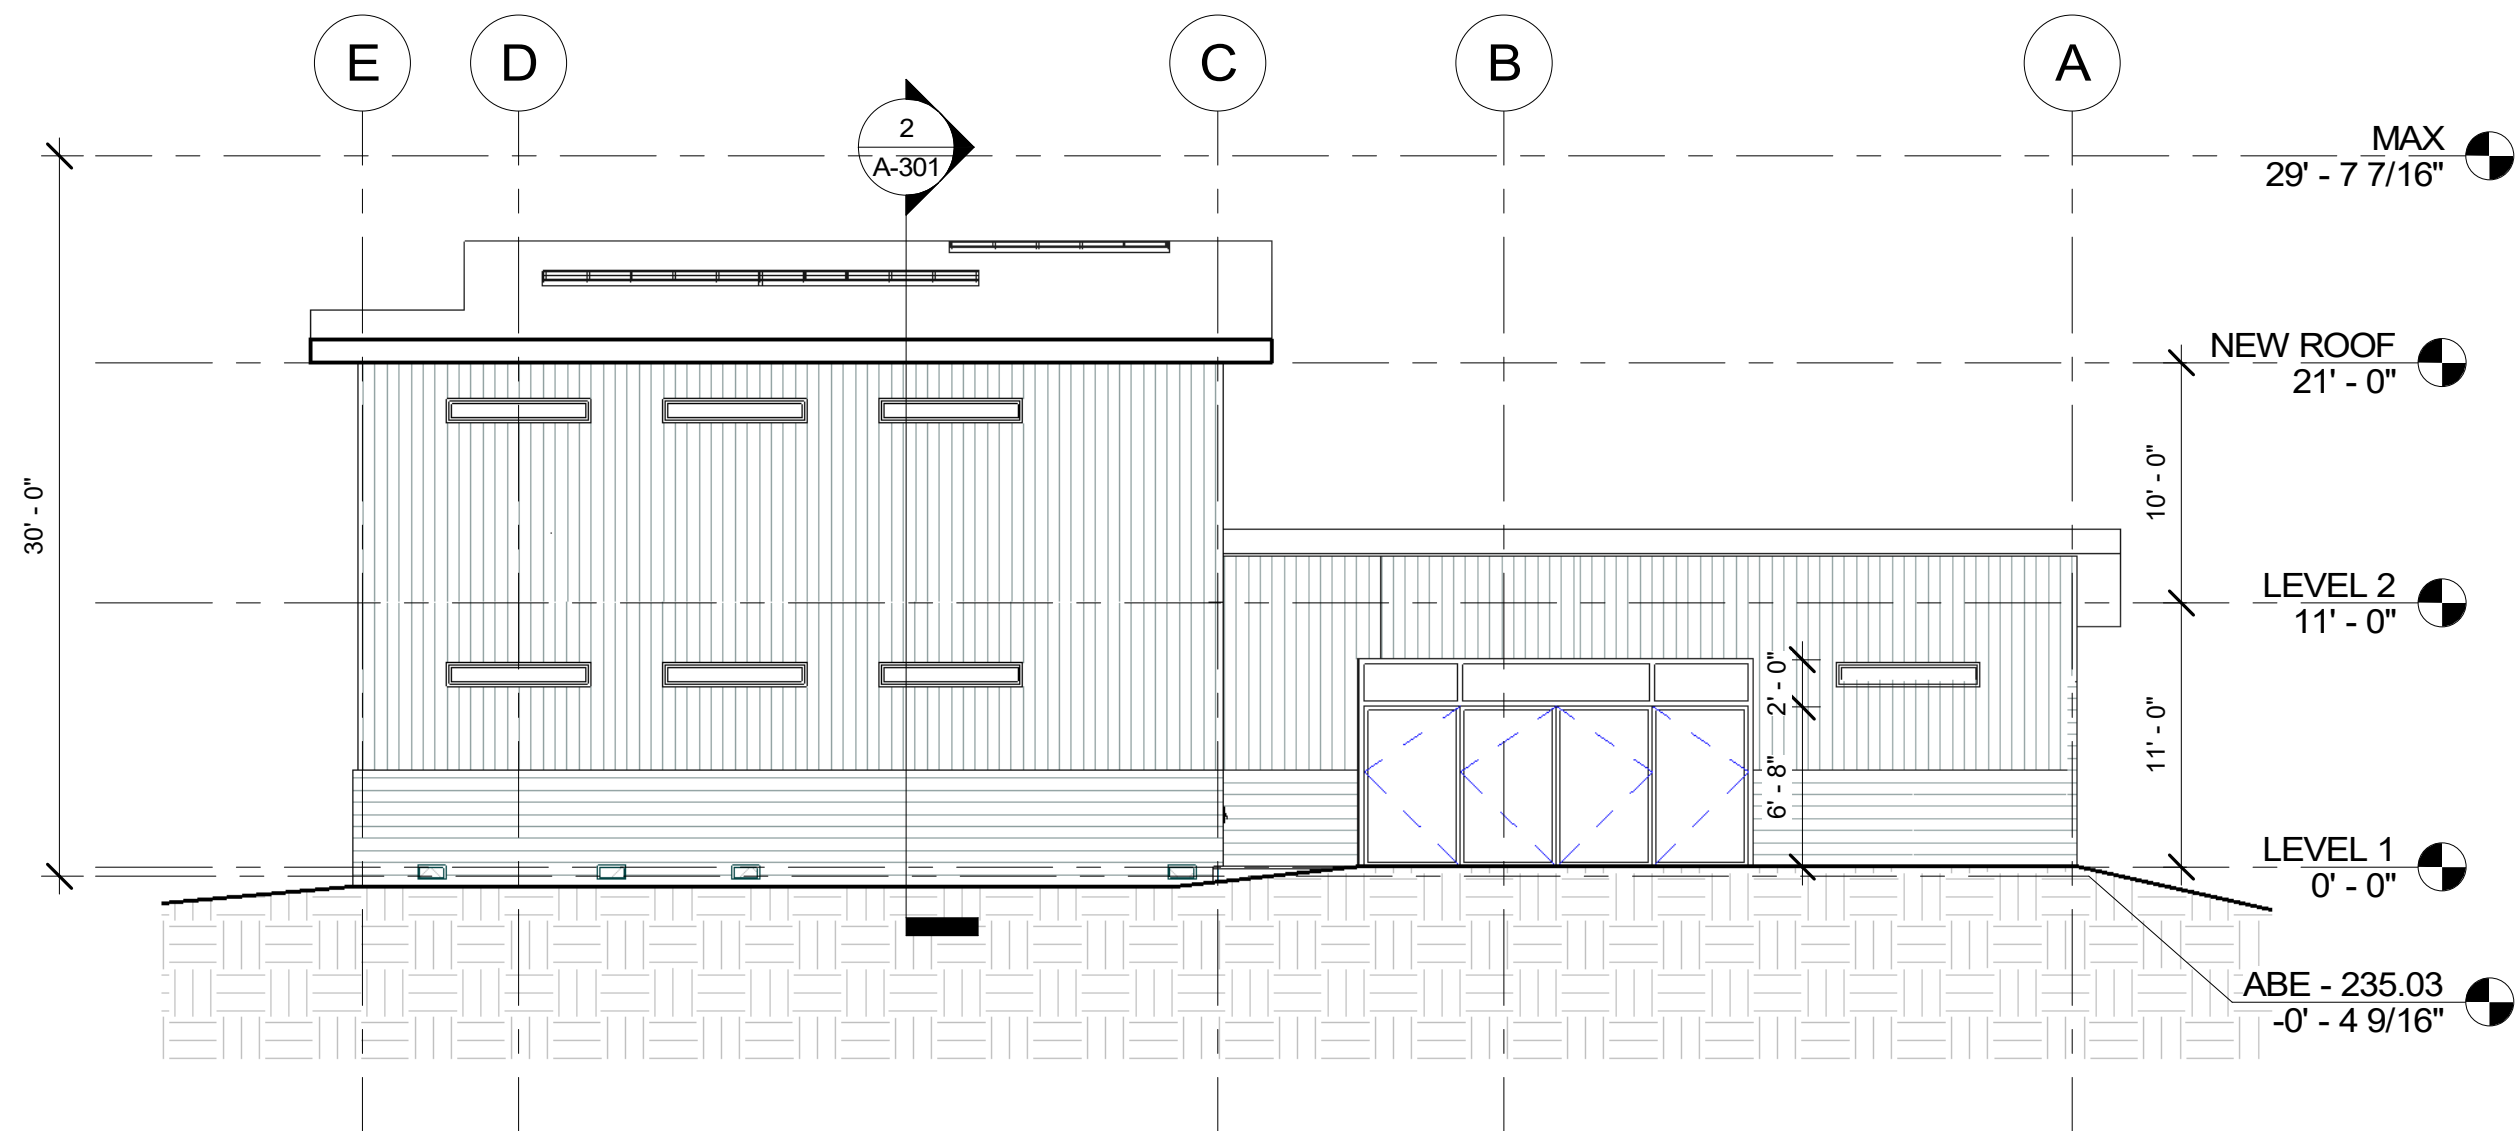 E
D
C
B
A
2
A-301
MAX
29' - 7 7/16"
NEW ROOF
21' - 0"
10' - 0"
30' - 0"
LEVEL 2
11' - 0"
2' - 0"
11' - 0"
6' - 8"
LEVEL 1
0' - 0"
ABE - 235.03
-0' - 4 9/16"